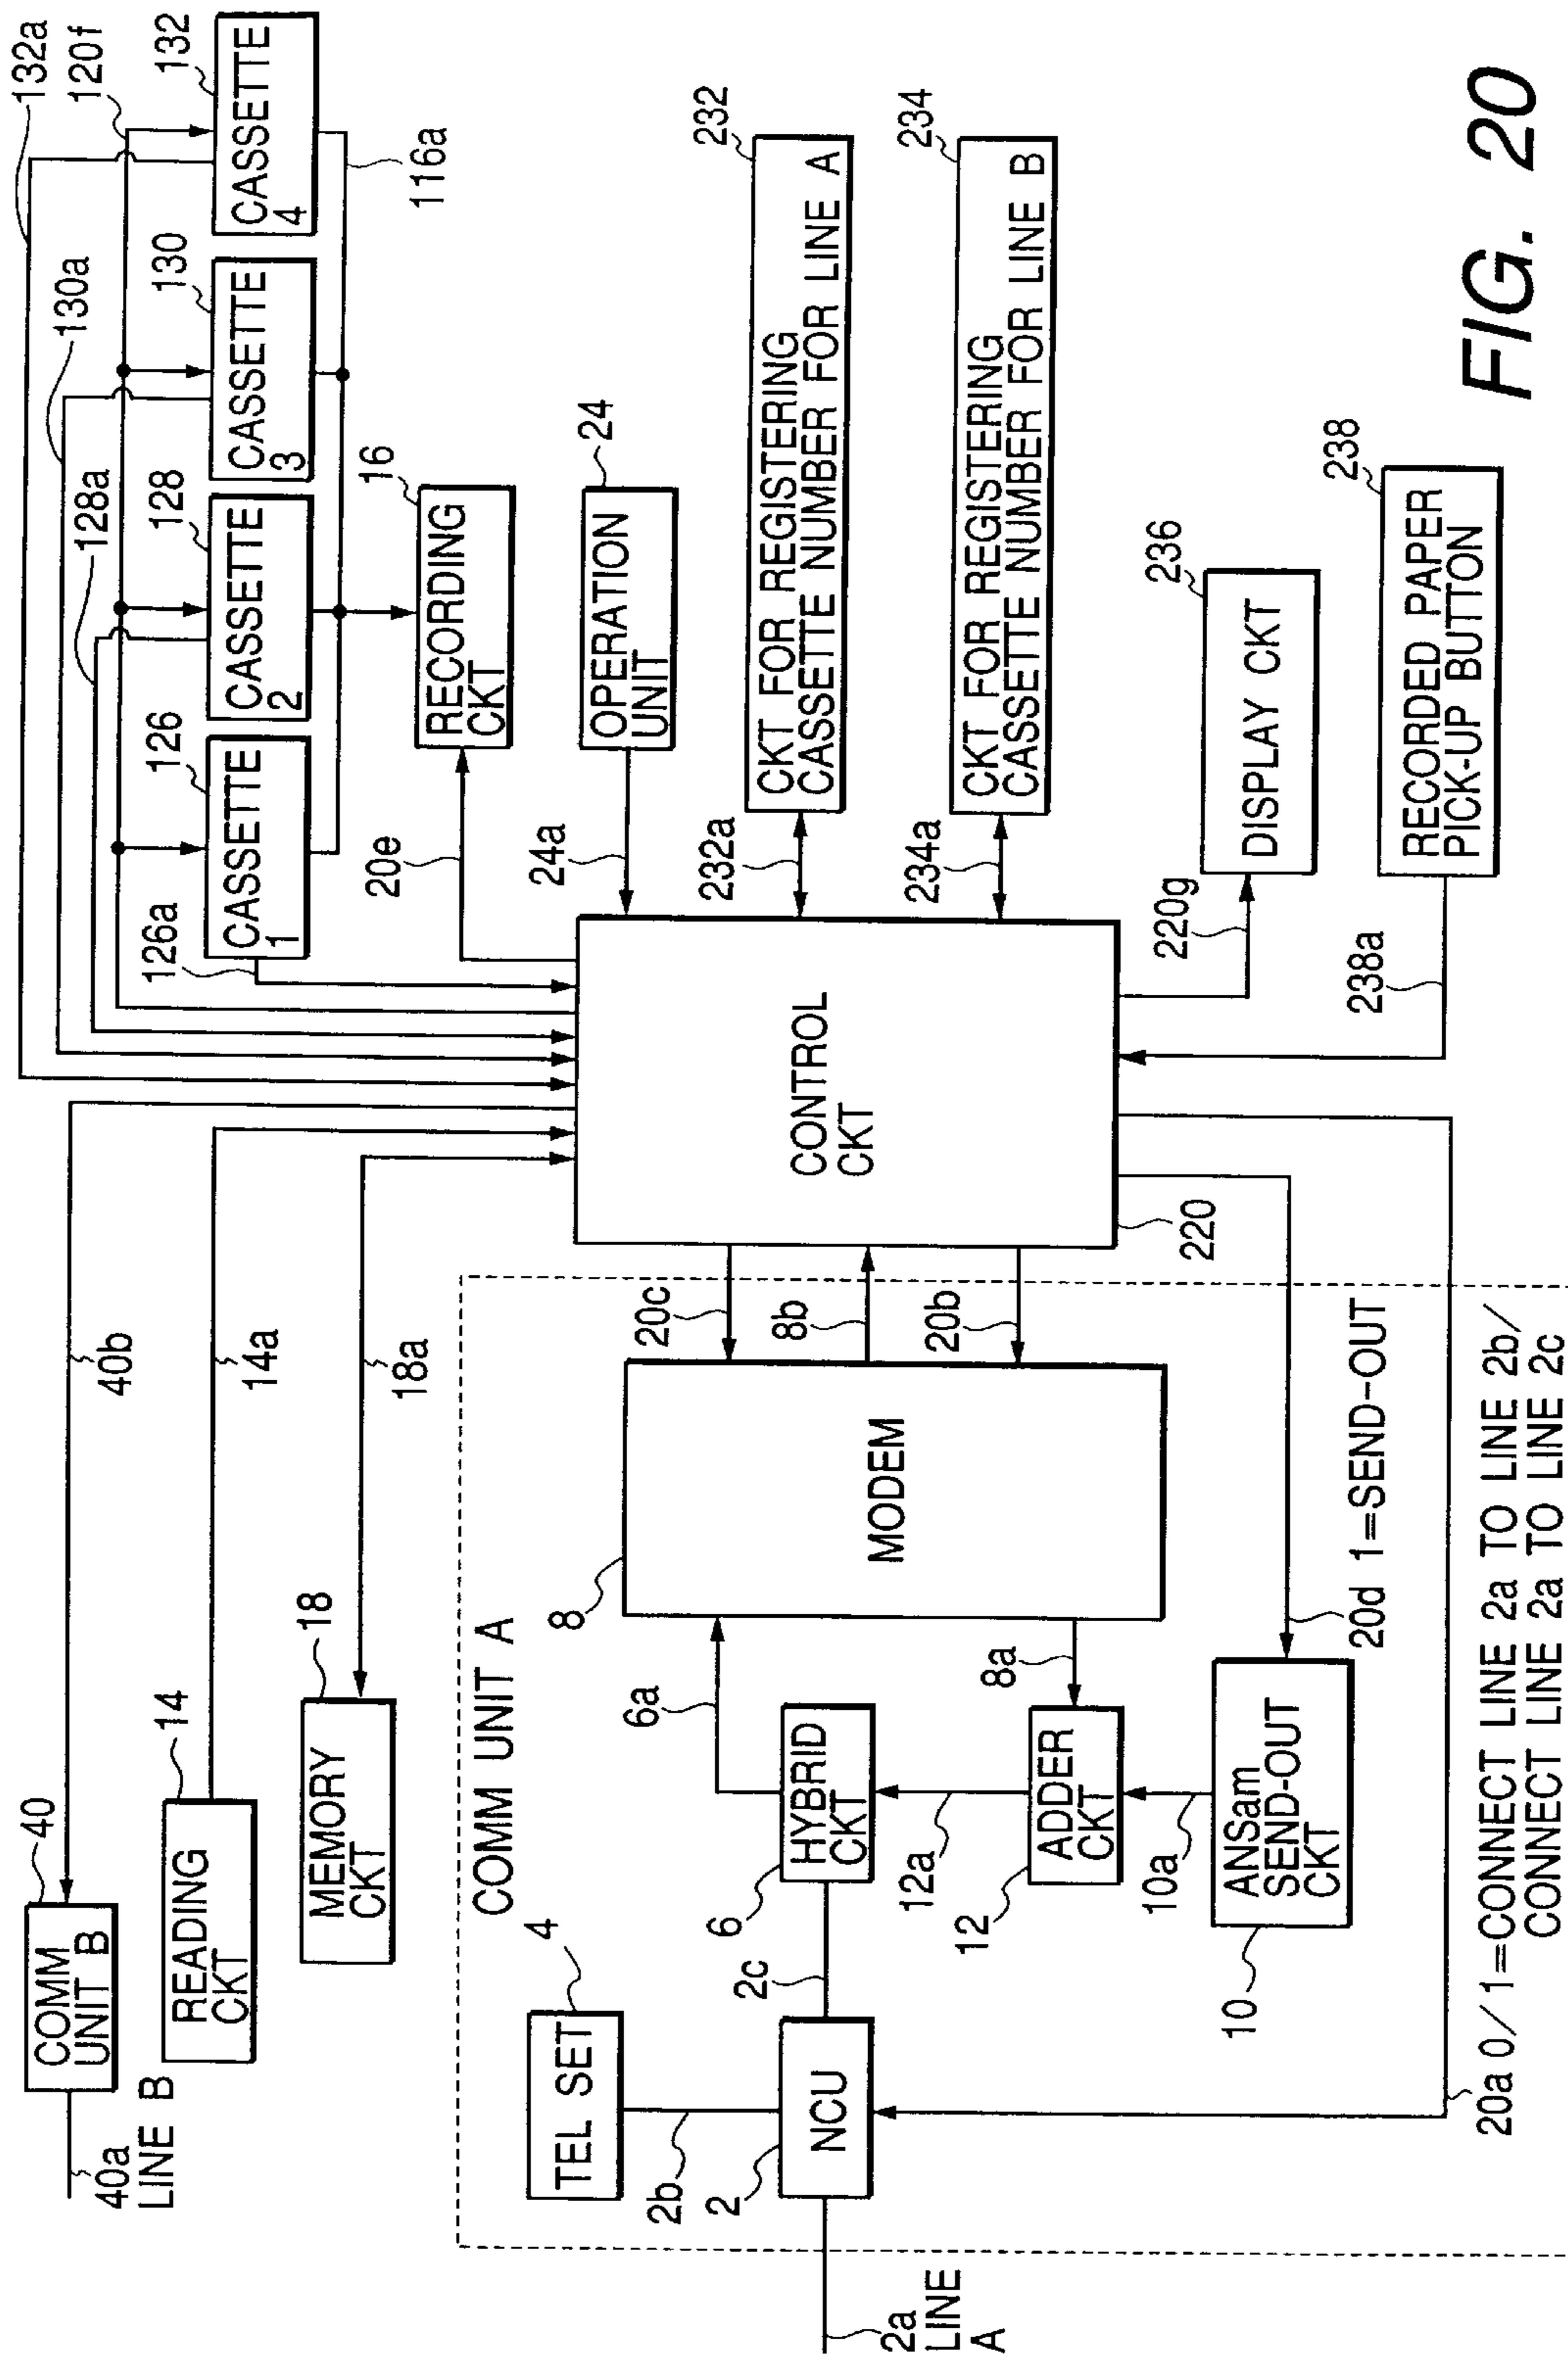 40a
LINE B
COMM
UNIT B
40
40b
READING
CKT
14
14a
MEMORY
CKT
18
18a
132a
120f
130a
128a
126a
CASSETTE
1
126
CASSETTE
2
128
CASSETTE
3
130
CASSETTE
4
132
116a
20e
RECORDING
CKT
16
24a
OPERATION
UNIT
24
232a
CKT FOR REGISTERING
CASSETTE NUMBER FOR LINE A
232
234a
CKT FOR REGISTERING
CASSETTE NUMBER FOR LINE B
234
220g
DISPLAY CKT
236
238a
RECORDED PAPER
PICK-UP BUTTON
238
CONTROL
CKT
220
COMM UNIT A
TEL SET
4
2b
2a
LINE
A
NCU
2
2c
HYBRID
CKT
6
6a
MODEM
8
20c
8b
20b
8a
12a
ADDER
CKT
12
10a
ANSam
SEND-OUT
CKT
10
20d 1=SEND-OUT
20a 0/1=CONNECT LINE 2a TO LINE 2b/
CONNECT LINE 2a TO LINE 2c
FIG. 20